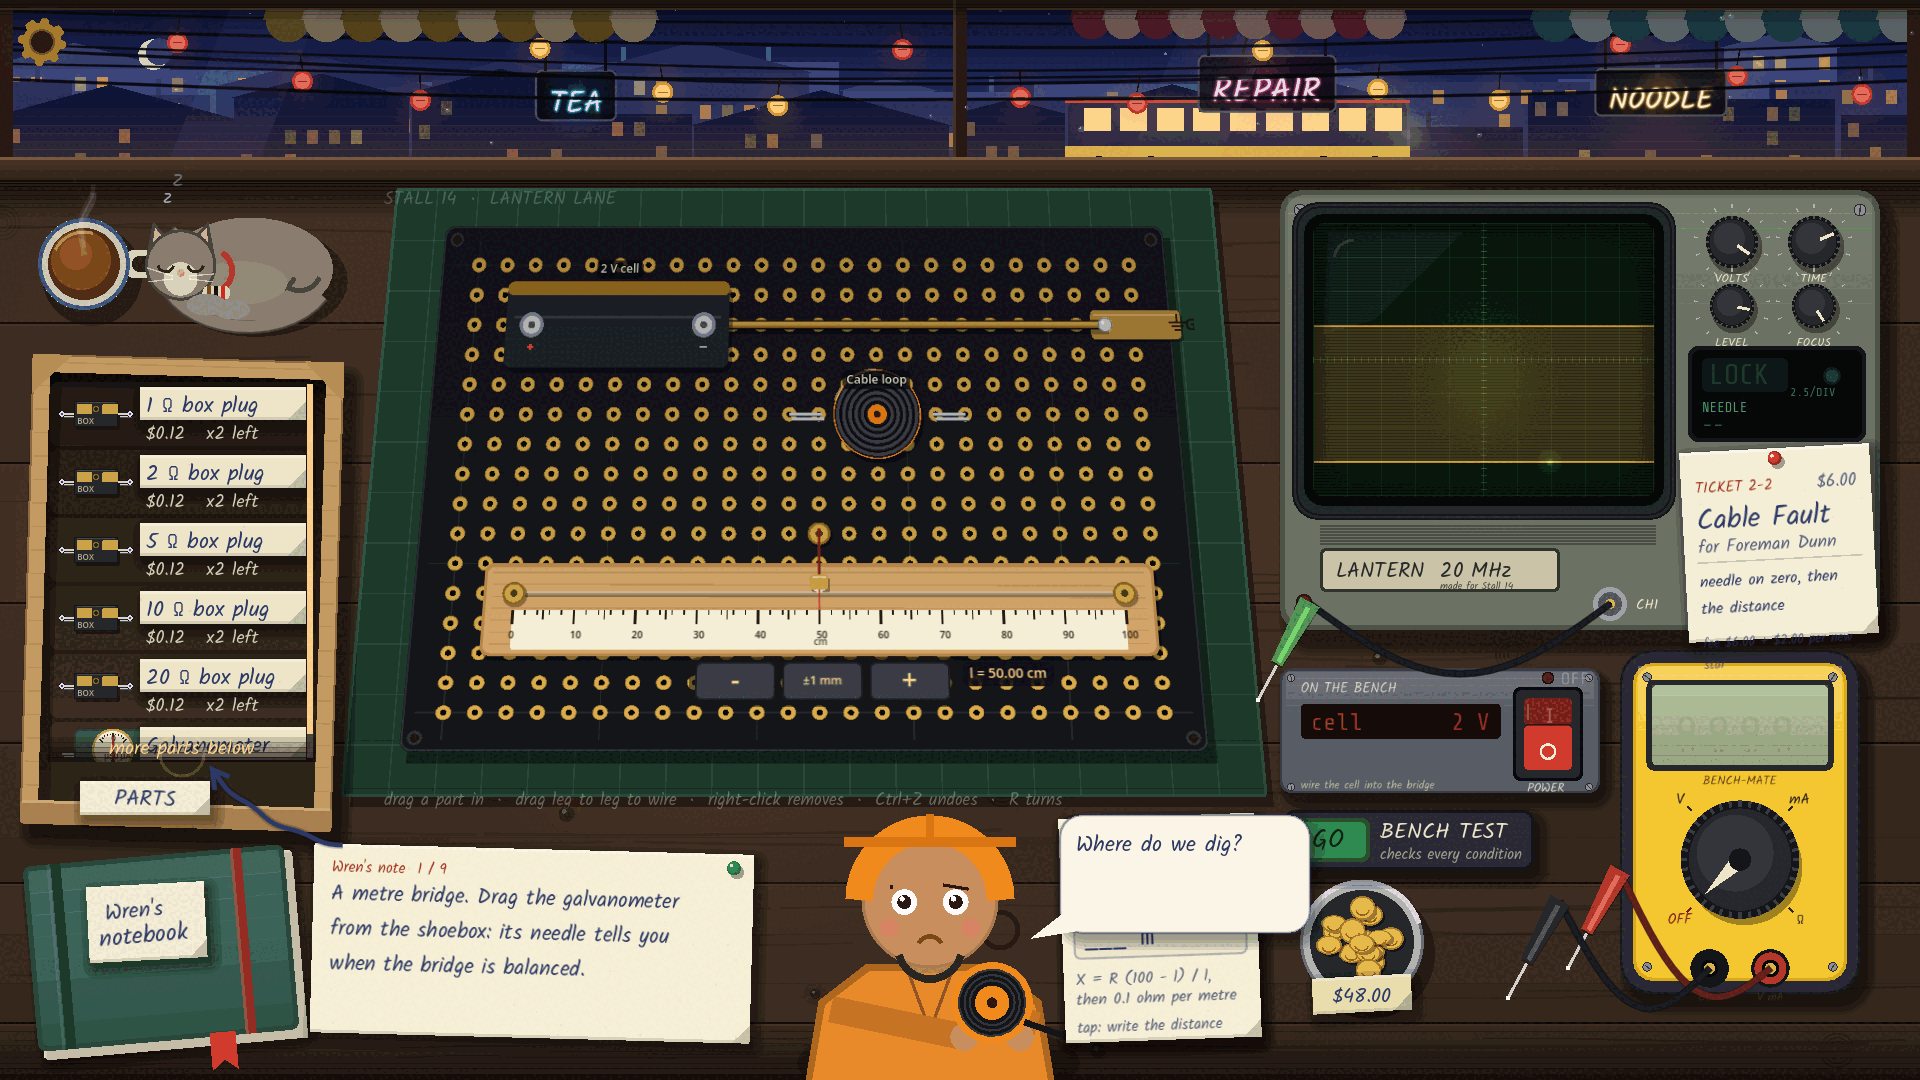 TEA
REPAIR
NOODLE
z
z
STALL 14 · LANTERN LANE
2 V cell
+
-
G
Cable loop
1 Ω box plug
$0.12 x2 left
BOX
2 Ω box plug
$0.12 x2 left
BOX
5 Ω box plug
$0.12 x2 left
BOX
10 Ω box plug
$0.12 x2 left
BOX
20 Ω box plug
$0.12 x2 left
BOX
Galvanometer
more parts below
PARTS
0 10 20 30 40 50 60 70 80 90 100
cm
-
±1 mm
+
l = 50.00 cm
drag a part in · drag leg to leg to wire · right-click removes · Ctrl+Z undoes · R turns
VOLTS
TIME
LEVEL
FOCUS
LOCK
2.5/DIV
NEEDLE
--
LANTERN 20 MHz
made for Stall 14
CH1
TICKET 2-2
$6.00
Cable Fault
for Foreman Dunn
needle on zero, then
the distance
ON THE BENCH
OFF
cell 2 V
I
wire the cell into the bridge
POWER
BENCH-MATE
V
mA
OFF
Ω
GO
BENCH TEST
checks every condition
$48.00
Wren's
notebook
Wren's note 1 / 9
A metre bridge. Drag the galvanometer
from the shoebox: its needle tells you
when the bridge is balanced.
Where do we dig?
X = R (100 - l) / l,
then 0.1 ohm per metre
tap: write the distance